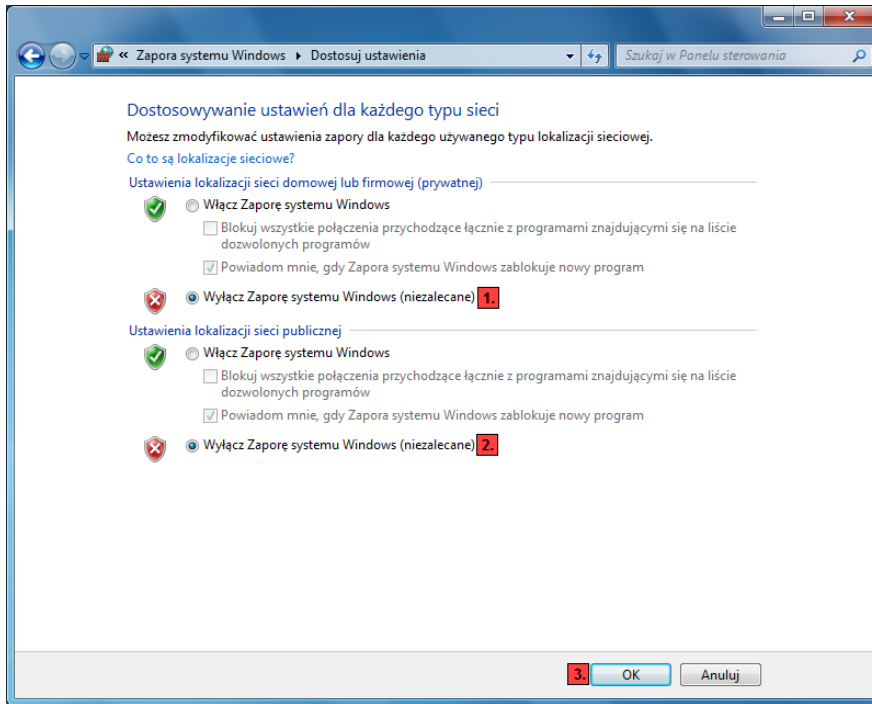 « Zapora systemu Windows ▸ Dostosuj ustawienia
Szukaj w Panelu sterowania
Dostosowywanie ustawień dla każdego typu sieci
Możesz zmodyfikować ustawienia zapory dla każdego używanego typu lokalizacji sieciowej.
Co to są lokalizacje sieciowe?
Ustawienia lokalizacji sieci domowej lub firmowej (prywatnej)
Włącz Zaporę systemu Windows
Blokuj wszystkie połączenia przychodzące łącznie z programami znajdującymi się na liście
dozwolonych programów
Powiadom mnie, gdy Zapora systemu Windows zablokuje nowy program
Wyłącz Zaporę systemu Windows (niezalecane) 1.
Ustawienia lokalizacji sieci publicznej
Włącz Zaporę systemu Windows
Blokuj wszystkie połączenia przychodzące łącznie z programami znajdującymi się na liście
dozwolonych programów
Powiadom mnie, gdy Zapora systemu Windows zablokuje nowy program
Wyłącz Zaporę systemu Windows (niezalecane) 2.
3. OK Anuluj